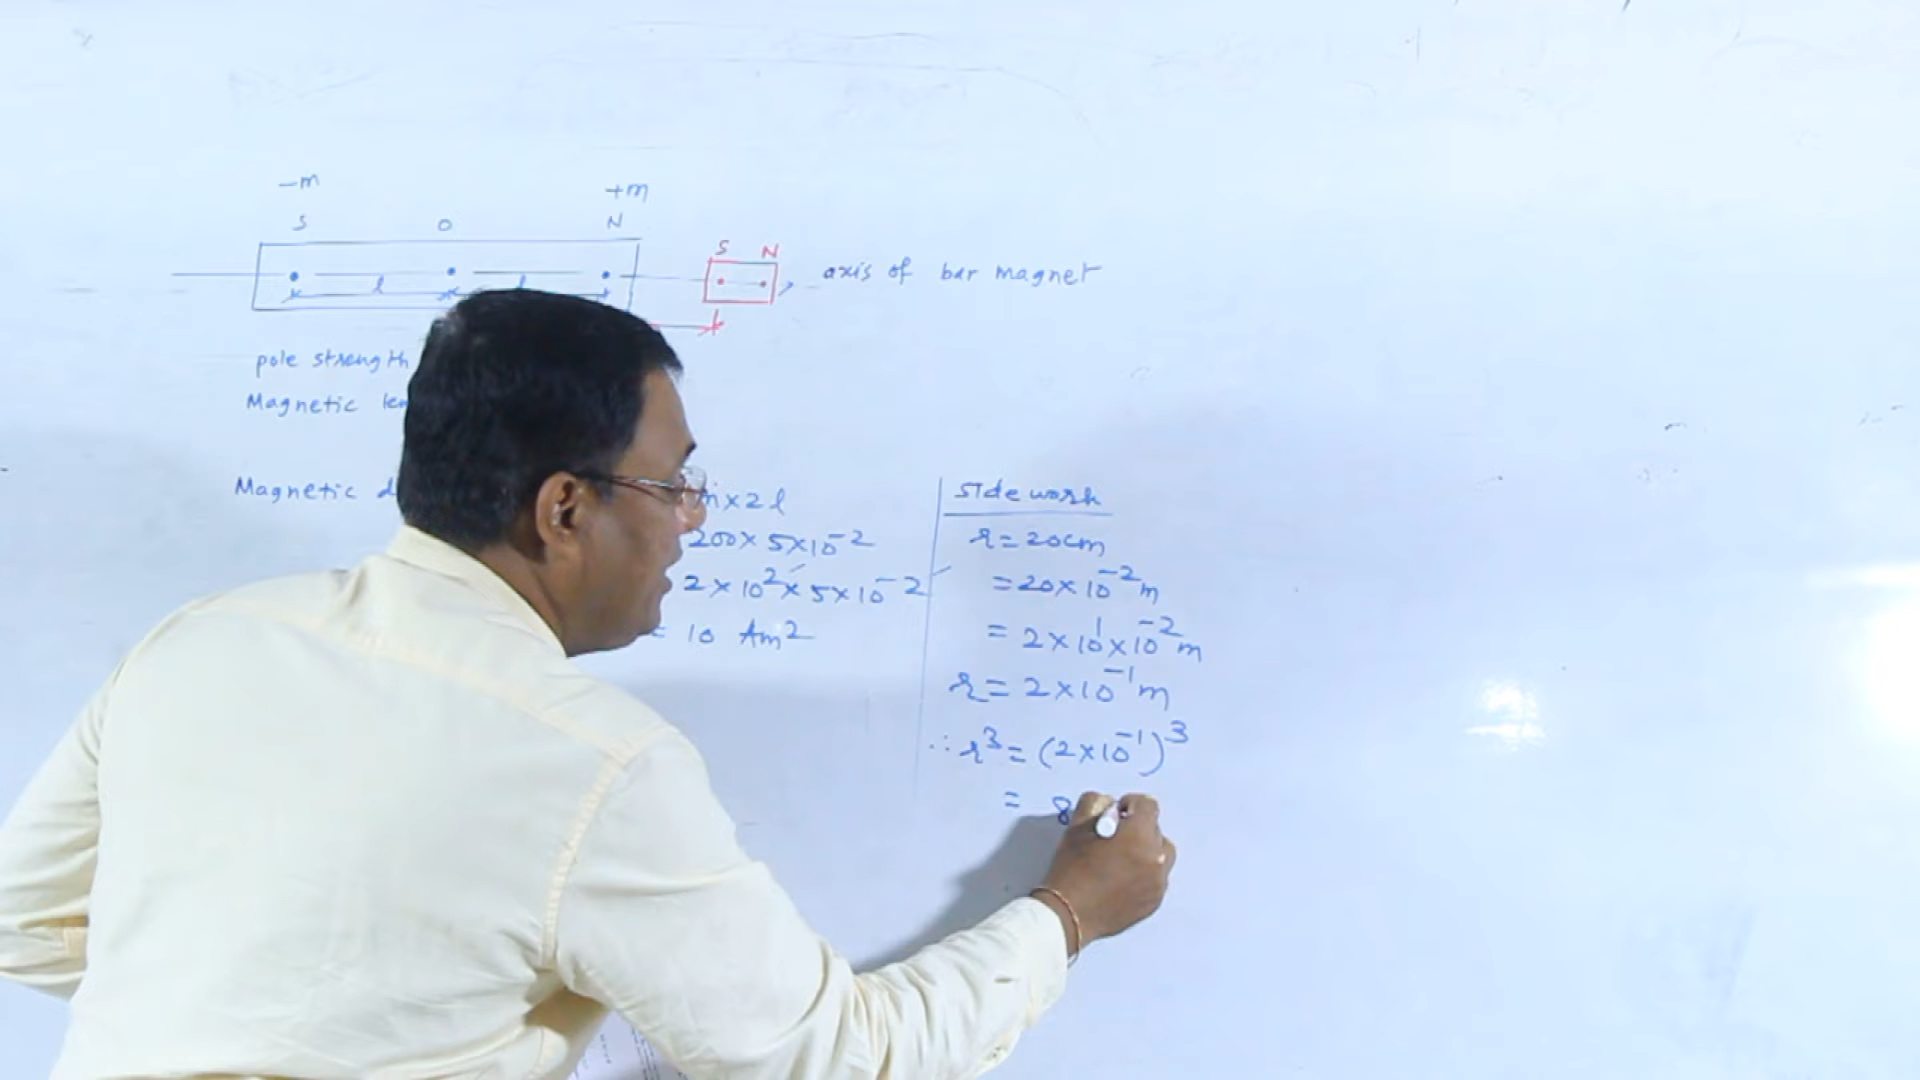 -m +m
S O N
S N
l l
axis of bar magnet
pole strength
Magnetic
Magnetic
m×2l
200×5×10⁻²
2×10²×5×10⁻²
= 10 Am²
Side work
r=20cm
=20×10⁻²m
= 2×10¹×10⁻²m
r=2×10⁻¹m
∴r³=(2×10⁻¹)³
= 8